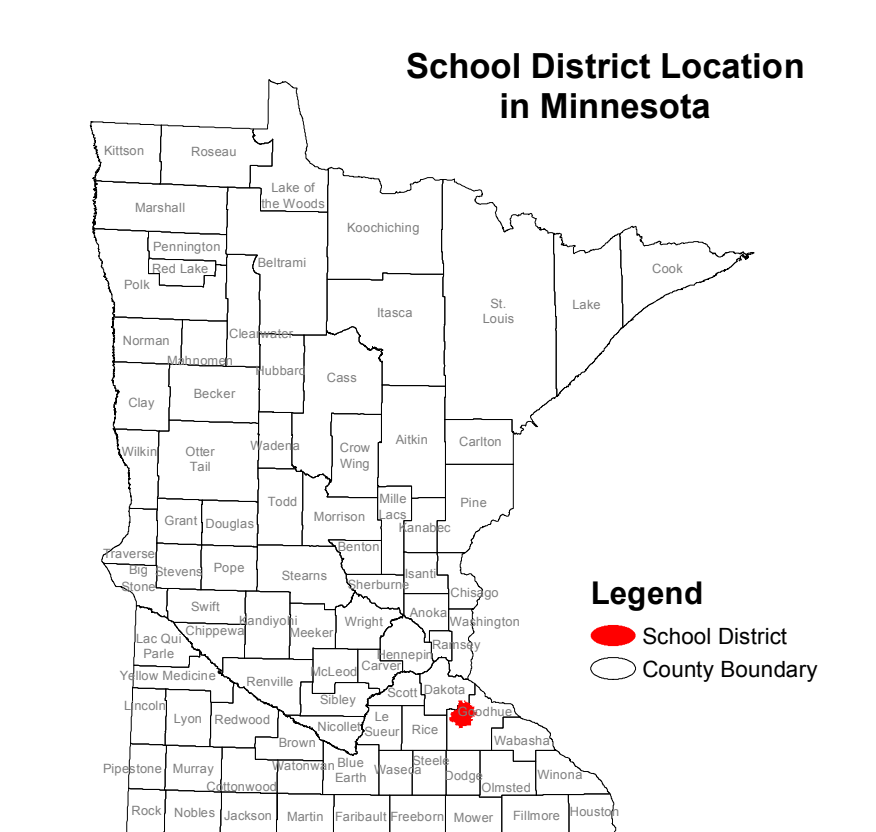 School District Location
in Minnesota
Kittson
Roseau
Lake of
the Woods
Marshall
Koochiching
Pennington
Red Lake
Beltrami
Cook
Polk
St.
Louis
Lake
Itasca
Norman
Clearwater
Mahnomen
Hubbard
Cass
Becker
Clay
Wilkin
Otter
Tail
Wadena
Crow
Wing
Aitkin
Carlton
Todd
Mille
Lacs
Pine
Grant
Douglas
Morrison
Kanabec
Traverse
Benton
Big
Stone
Stevens
Pope
Stearns
Sherburne
Isanti
Chisago
Legend
Swift
Kandiyohi
Wright
Anoka
Washington
School District
Lac Qui
Parle
Chippewa
Meeker
Hennepin
Ramsey
County Boundary
Yellow Medicine
Renville
McLeod
Carver
Scott
Dakota
Lincoln
Lyon
Redwood
Sibley
Nicollet
Le
Sueur
Rice
Goodhue
Brown
Wabasha
Pipestone
Murray
Cottonwood
Watonwan
Blue
Earth
Waseca
Steele
Dodge
Olmsted
Winona
Rock
Nobles
Jackson
Martin
Faribault
Freeborn
Mower
Fillmore
Houston